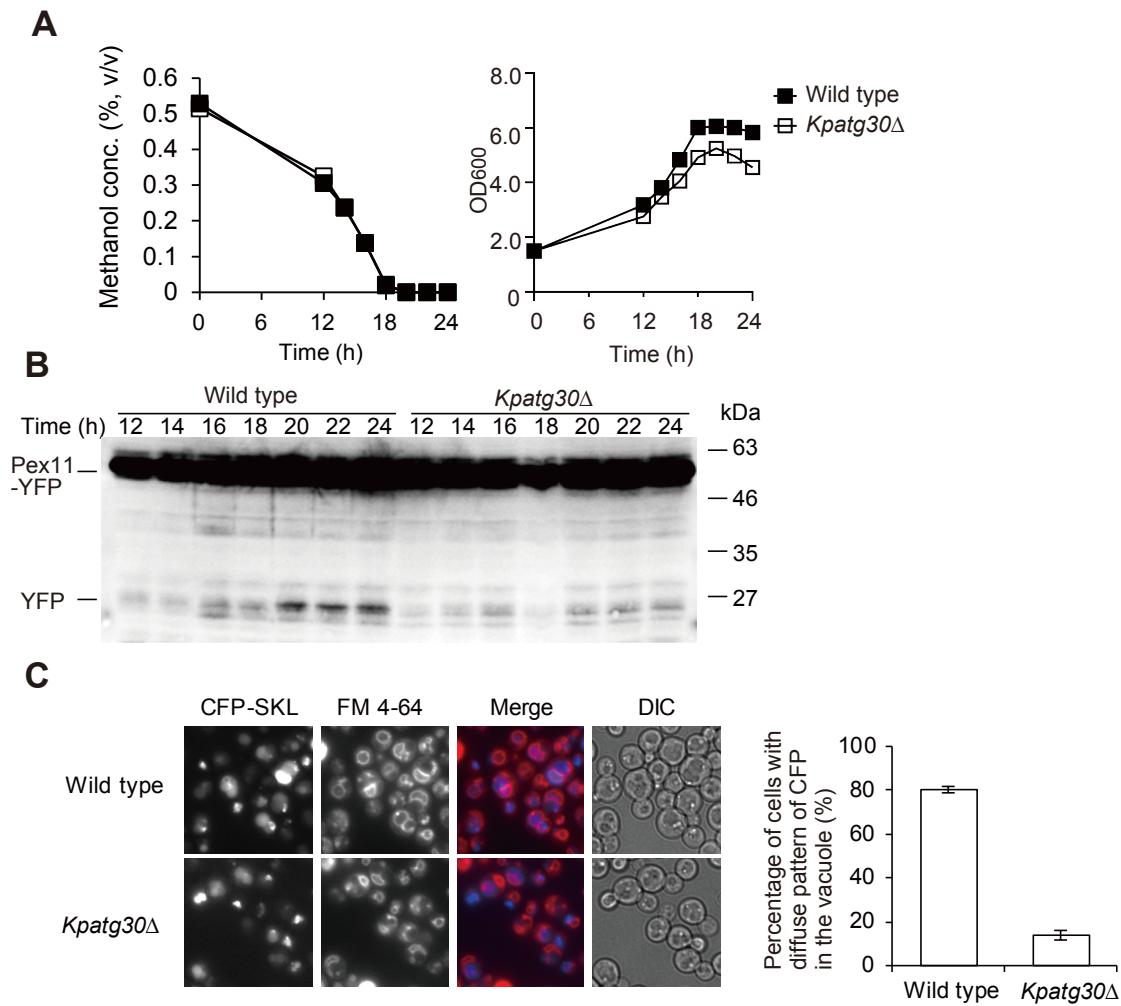 A
Methanol conc. (%, v/v)
0.6
0.5
0.4
0.3
0.2
0.1
0
0 6 12 18 24
Time (h)
OD600
8.0
6.0
4.0
2.0
0
0 6 12 18 24
Time (h)
Wild type
Kpatg30Δ
B
Wild type Kpatg30Δ kDa
Time (h) 12 14 16 18 20 22 24 12 14 16 18 20 22 24
Pex11
-YFP
YFP
63
46
35
27
C
CFP-SKL FM 4-64 Merge DIC
Wild type
Kpatg30Δ
Percentage of cells with
diffuse pattern of CFP
in the vacuole (%)
100
80
60
40
20
0
Wild type Kpatg30Δ